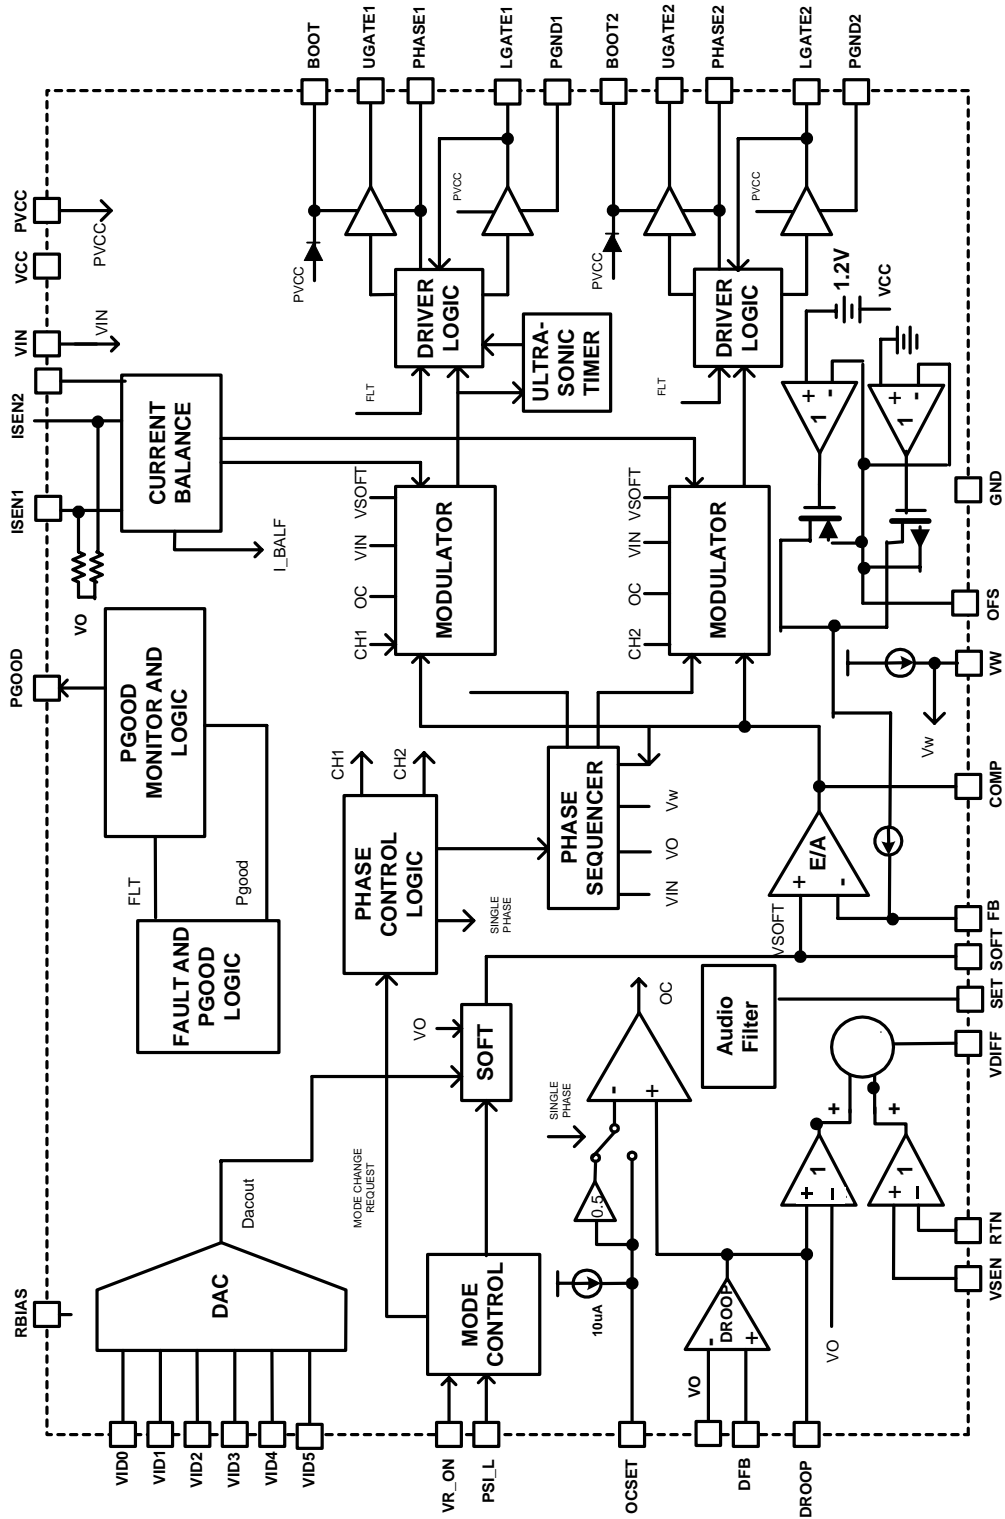 RBIAS
PGOOD
ISEN1
ISEN2
VIN
VCC
PVCC
VIN
PVCC
VO
I_BALF
CURRENT
BALANCE
PGOOD
MONITOR AND
LOGIC
FLT
Pgood
FAULT AND
PGOOD
LOGIC
DAC
Dacout
VID0
VID1
VID2
VID3
VID4
VID5
VR_ON
PSI_L
OCSET
DFB
DROOP
MODE
CONTROL
MODE CHANGE
REQUEST
SOFT
VO
PHASE
CONTROL
LOGIC
CH1
CH2
SINGLE
PHASE
PHASE
SEQUENCER
VIN
VO
Vw
MODULATOR
CH1
OC
VIN
VSOFT
MODULATOR
CH2
OC
VIN
VSOFT
FLT
DRIVER
LOGIC
ULTRA-
SONIC
TIMER
PVCC
PVCC
BOOT
UGATE1
PHASE1
LGATE1
PGND1
FLT
DRIVER
LOGIC
PVCC
PVCC
BOOT2
UGATE2
PHASE2
LGATE2
PGND2
10uA
0.5
SINGLE
PHASE
-
+
OC
VO
-
+
DROOP
Audio
Filter
VO
+
-
1
+
+
-
1
+
VSOFT
+
-
E/A
Vw
1
+
-
1.2V
1
+
-
VCC
VSEN
RTN
VDIFF
SET
SOFT
FB
COMP
VW
OFS
GND